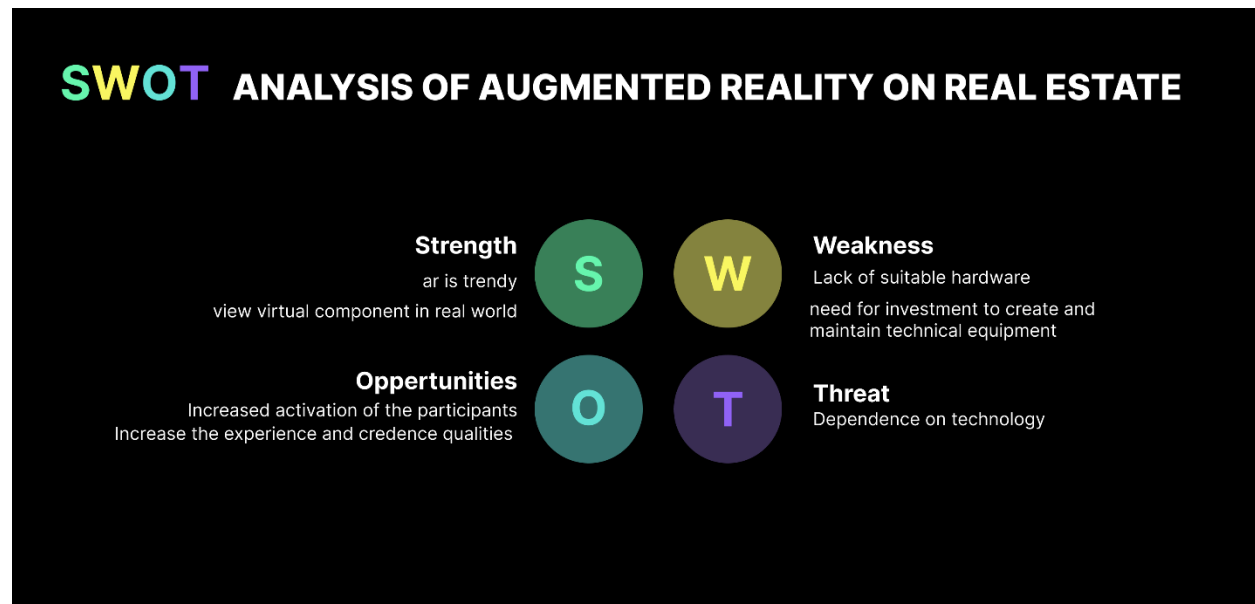 SWOT ANALYSIS OF AUGMENTED REALITY ON REAL ESTATE
Strength
ar is trendy
view virtual component in real world
S
W
Weakness
Lack of suitable hardware
need for investment to create and
maintain technical equipment
Oppertunities
Increased activation of the participants
Increase the experience and credence qualities
O
T
Threat
Dependence on technology